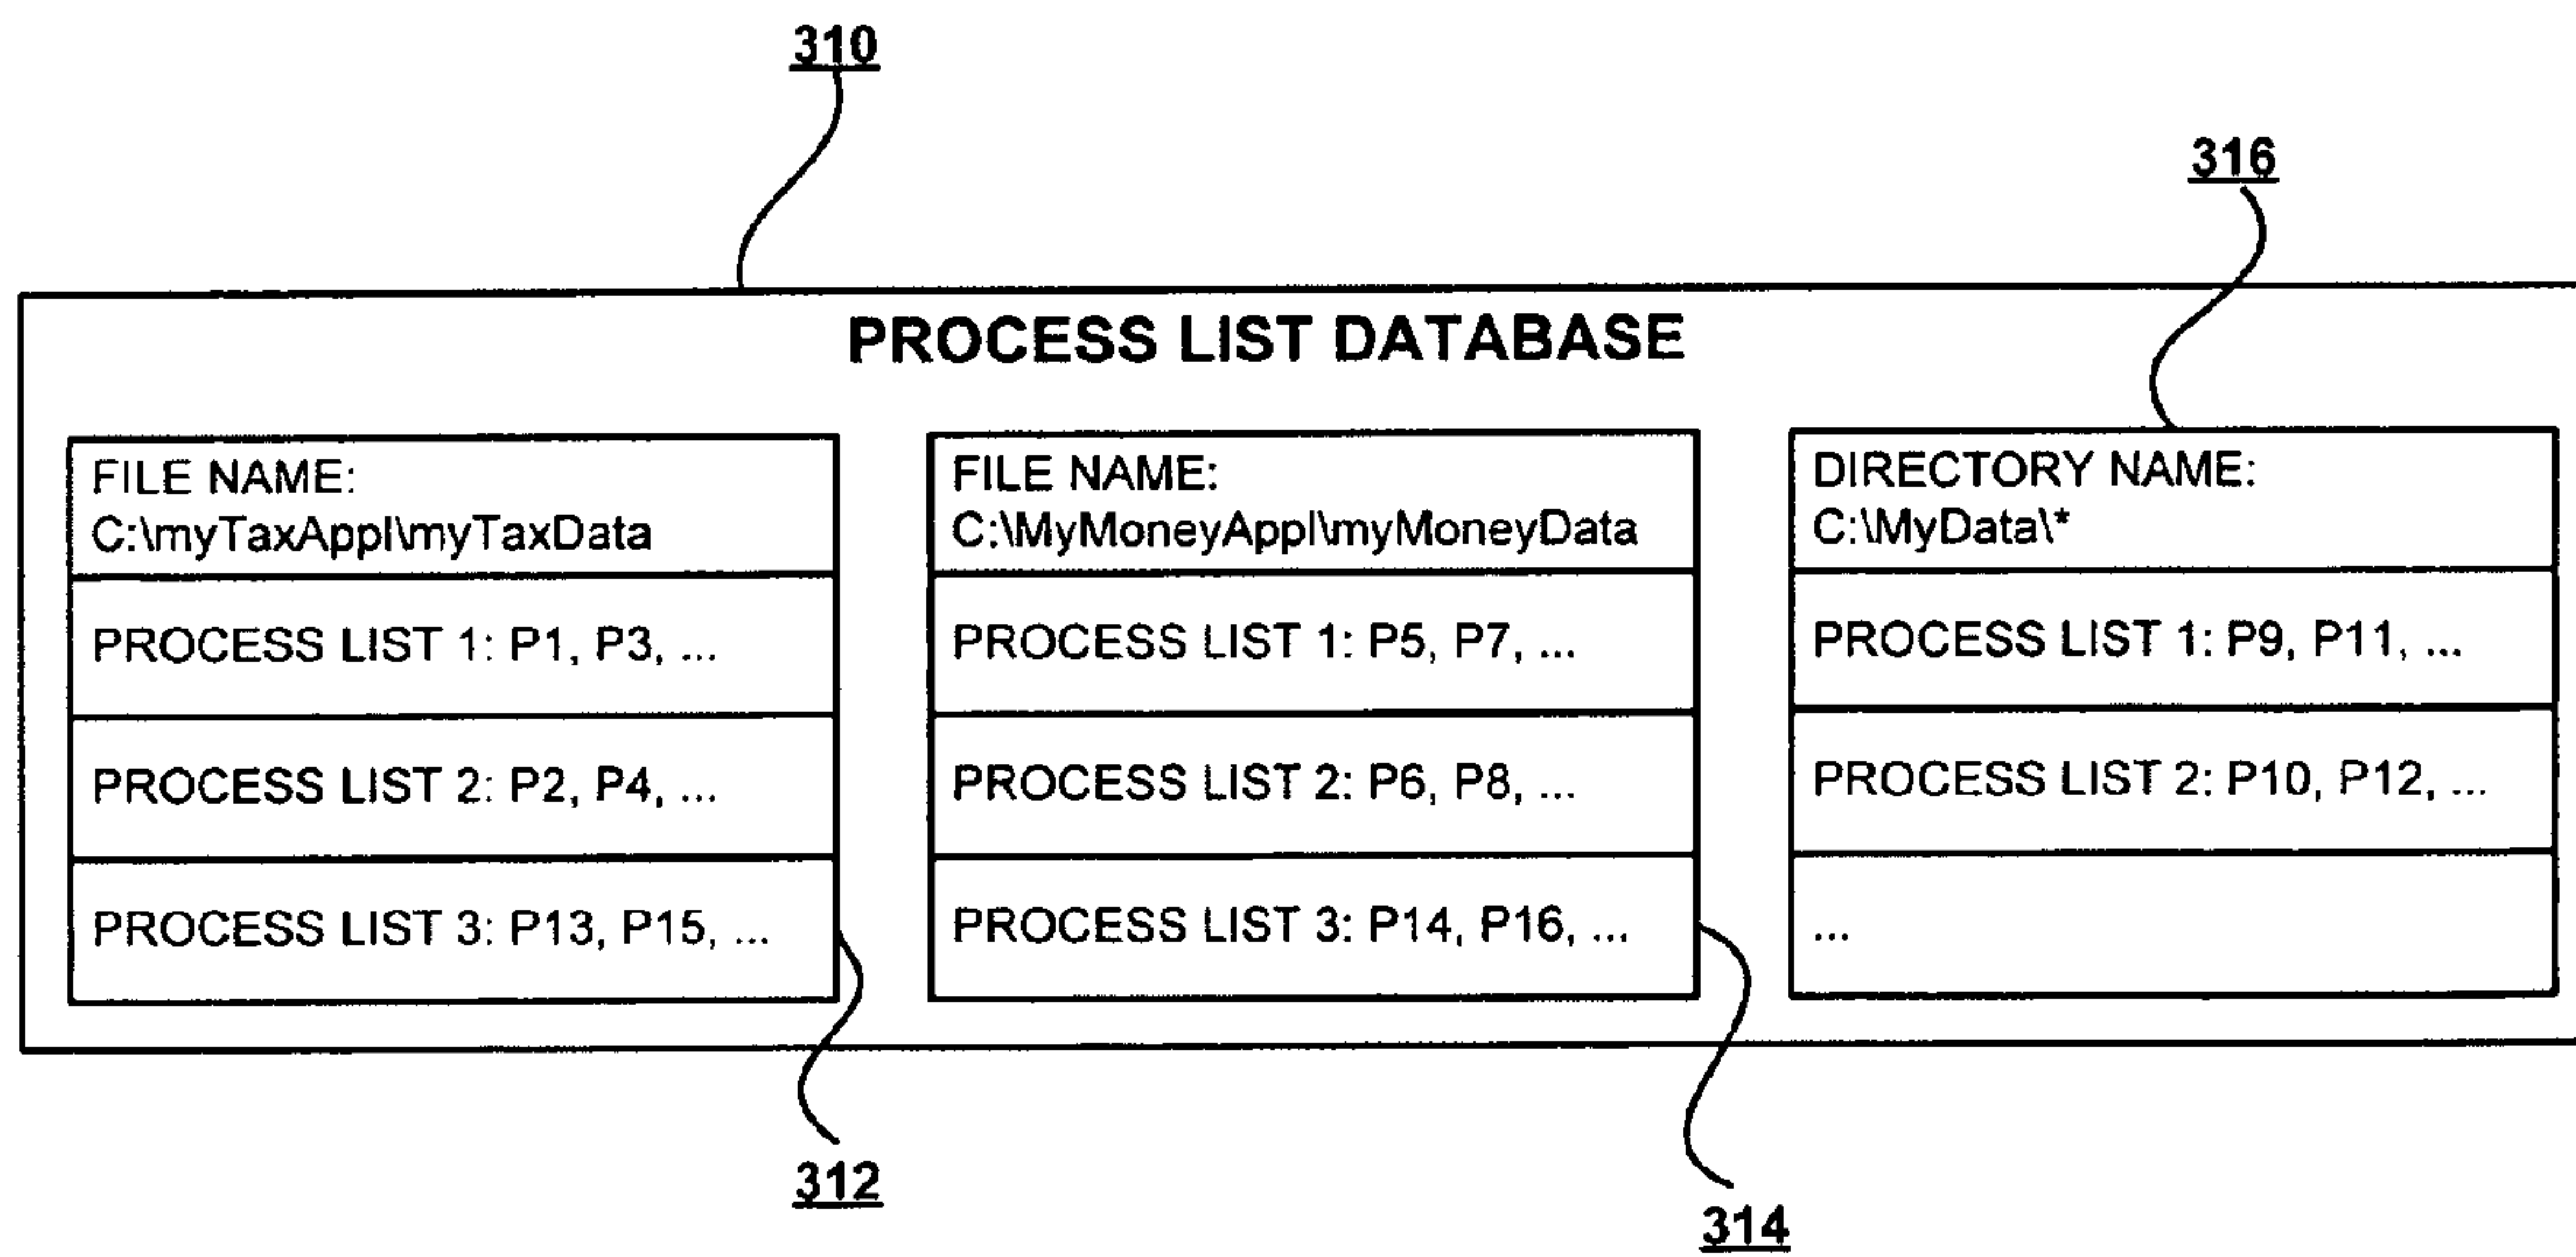 310
316
PROCESS LIST DATABASE
FILE NAME:
C:\myTaxAppl\myTaxData
PROCESS LIST 1: P1, P3, ...
PROCESS LIST 2: P2, P4, ...
PROCESS LIST 3: P13, P15, ...
FILE NAME:
C:\MyMoneyAppl\myMoneyData
PROCESS LIST 1: P5, P7, ...
PROCESS LIST 2: P6, P8, ...
PROCESS LIST 3: P14, P16, ...
DIRECTORY NAME:
C:\MyData\*
PROCESS LIST 1: P9, P11, ...
PROCESS LIST 2: P10, P12, ...
...
312
314